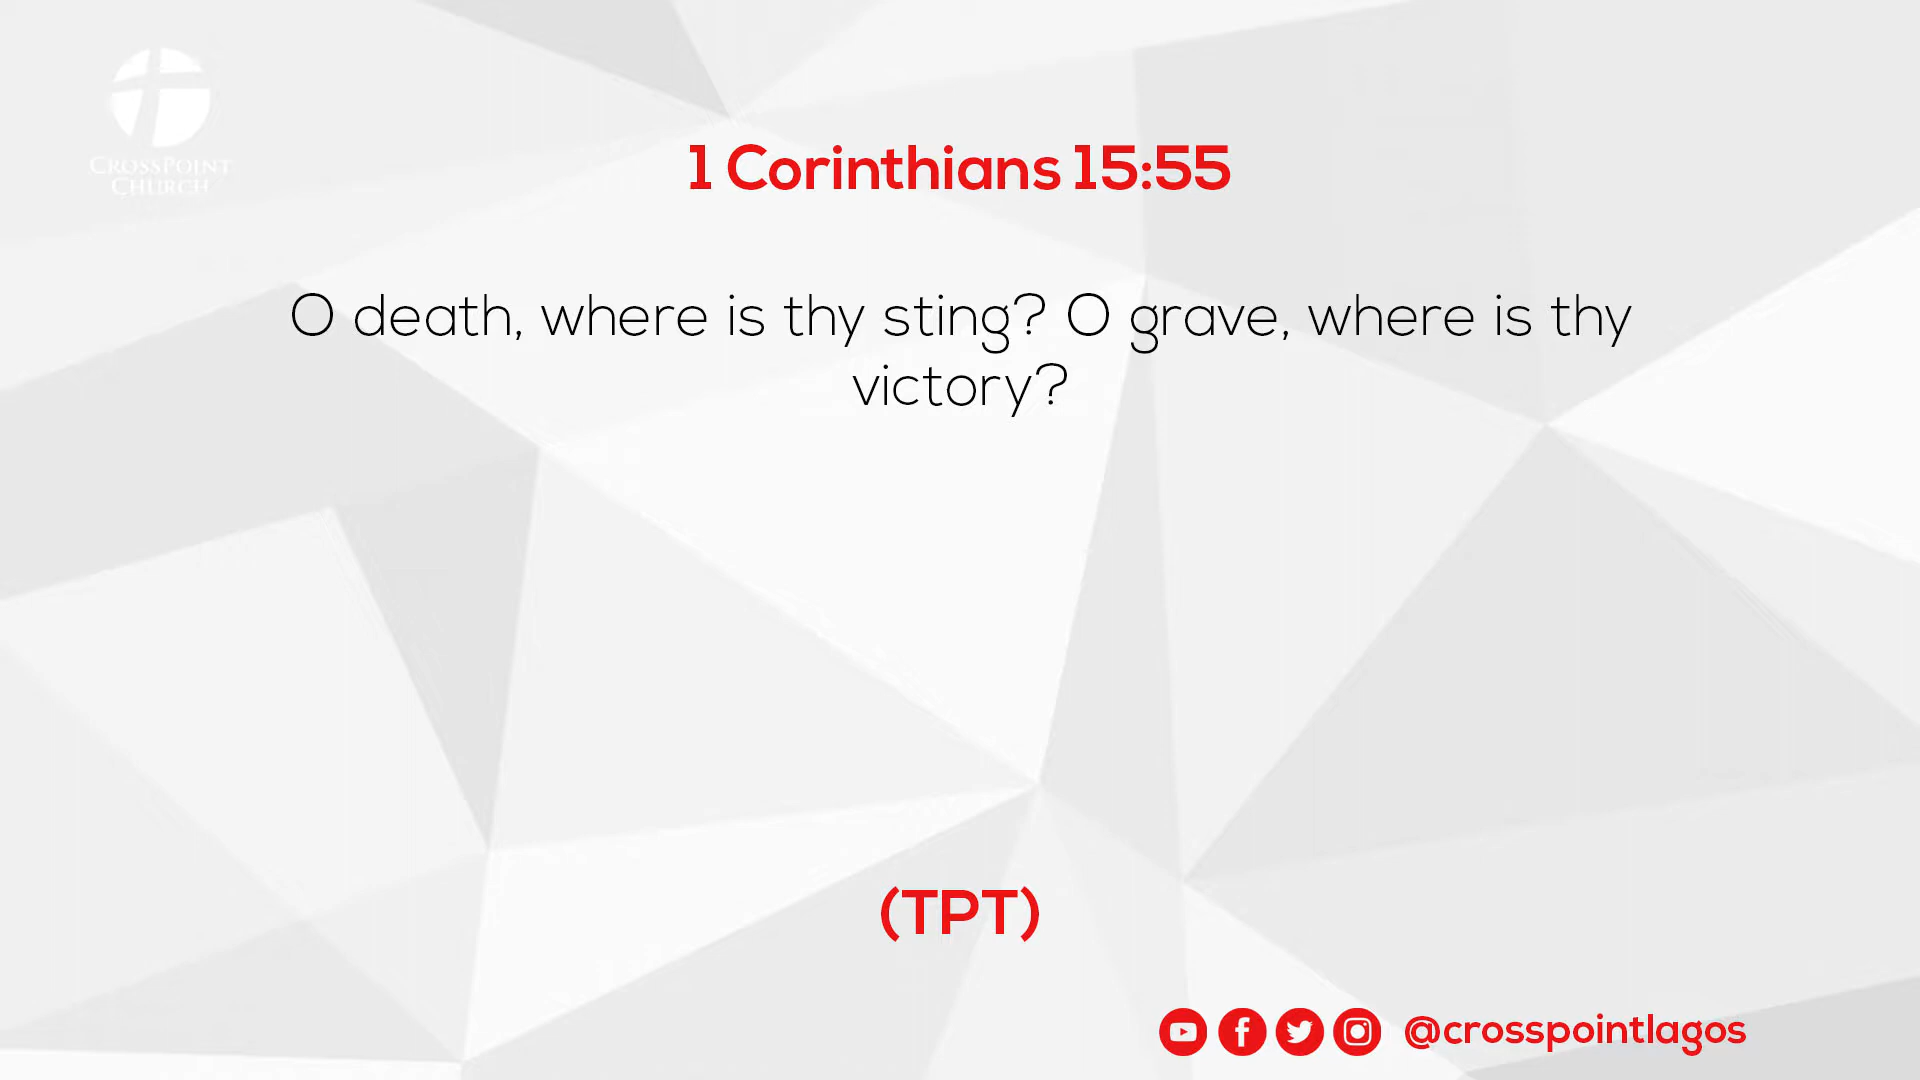 CrossPoint
Church
1 Corinthians 15:55
O death, where is thy sting? O grave, where is thy
victory?
(TPT)
@crosspointlagos